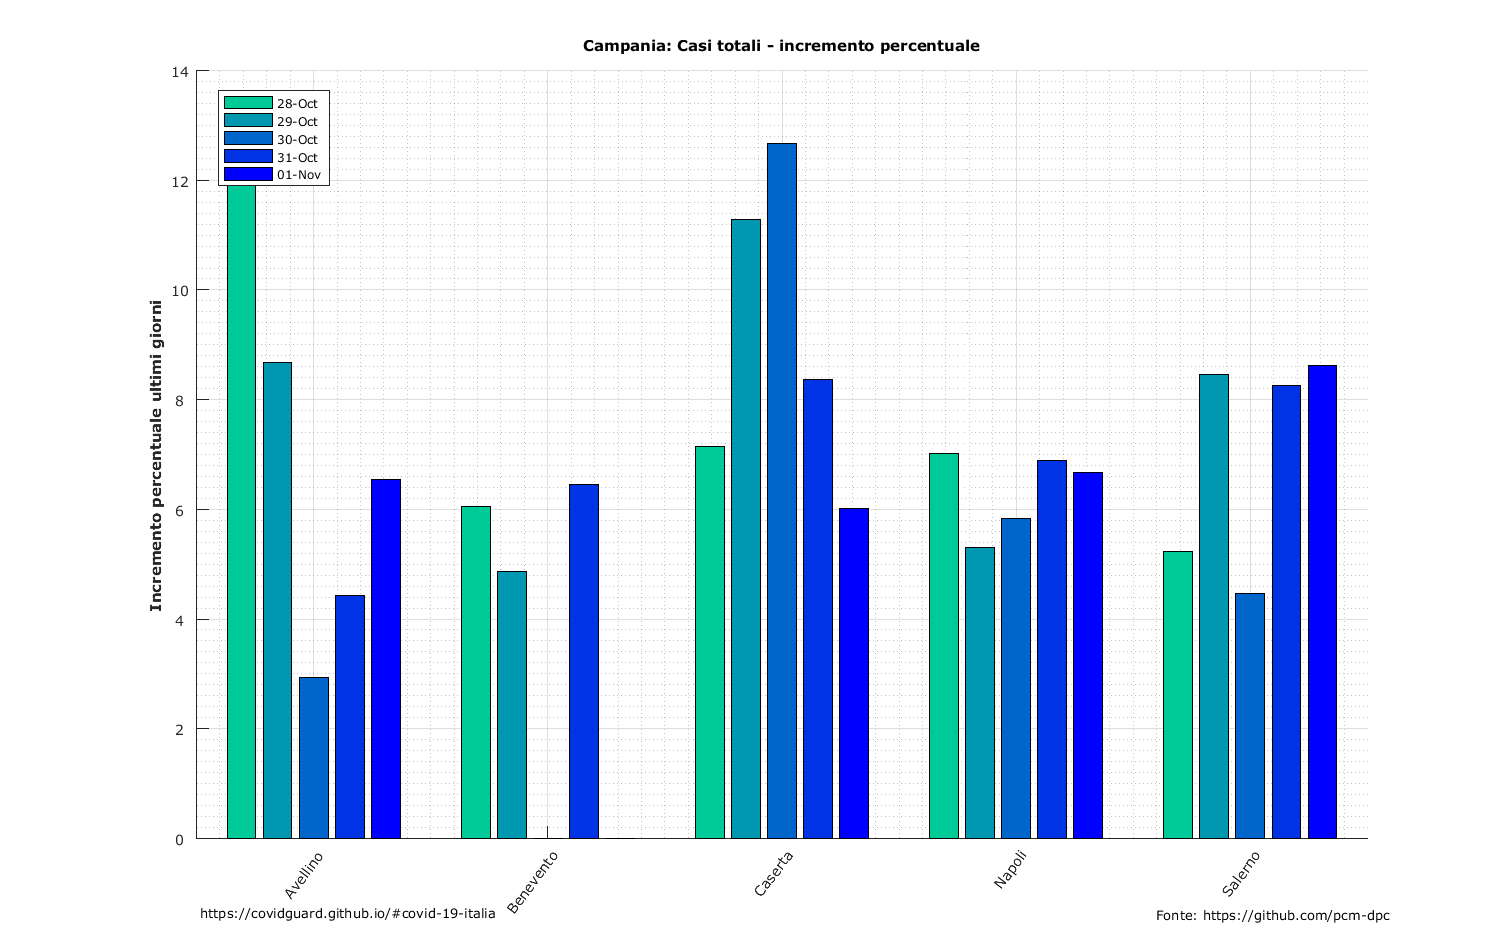 Campania: Casi totali - incremento percentuale
14
12
10
8
6
4
2
0
Incremento percentuale ultimi giorni
28-Oct
29-Oct
30-Oct
31-Oct
01-Nov
Avellino
Benevento
Caserta
Napoli
Salerno
https://covidguard.github.io/#covid-19-italia
Fonte: https://github.com/pcm-dpc